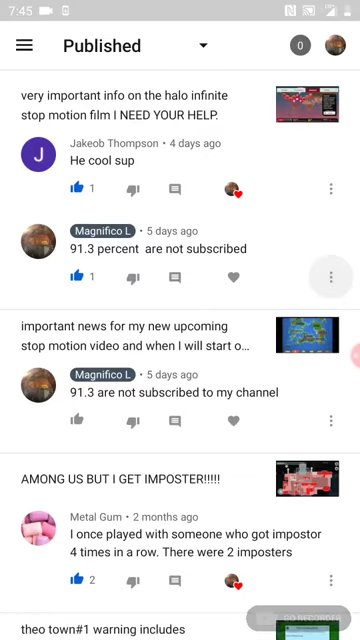 7:45
Published
0
very important info on the halo infinite
stop motion film I NEED YOUR HELP.
J
Jakeob Thompson • 4 days ago
He cool sup
1
Magnifico L • 5 days ago
91.3 percent are not subscribed
1
important news for my new upcoming
stop motion video and when I will start o...
Magnifico L • 5 days ago
91.3 are not subscribed to my channel
AMONG US BUT I GET IMPOSTER!!!!!
Metal Gum • 2 months ago
I once played with someone who got impostor
4 times in a row. There were 2 imposters
2
GO RECORDER
theo town#1 warning includes